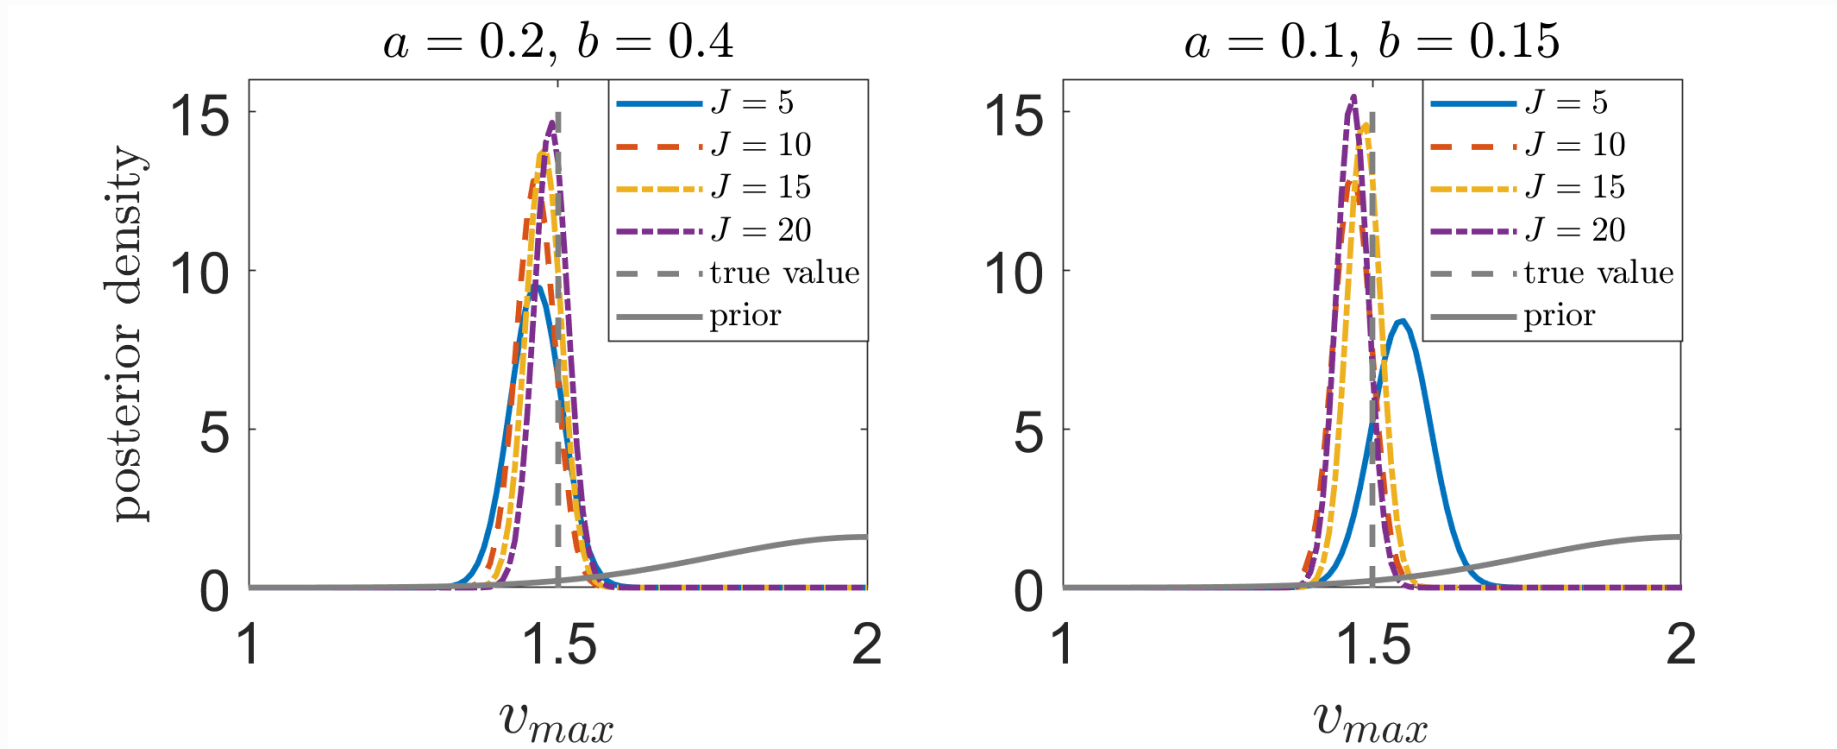 a = 0.2, b = 0.4
posterior density
15
10
5
0
J = 5
J = 10
J = 15
J = 20
true value
prior
1 1.5 2
v_max
a = 0.1, b = 0.15
15
10
5
0
J = 5
J = 10
J = 15
J = 20
true value
prior
1 1.5 2
v_max